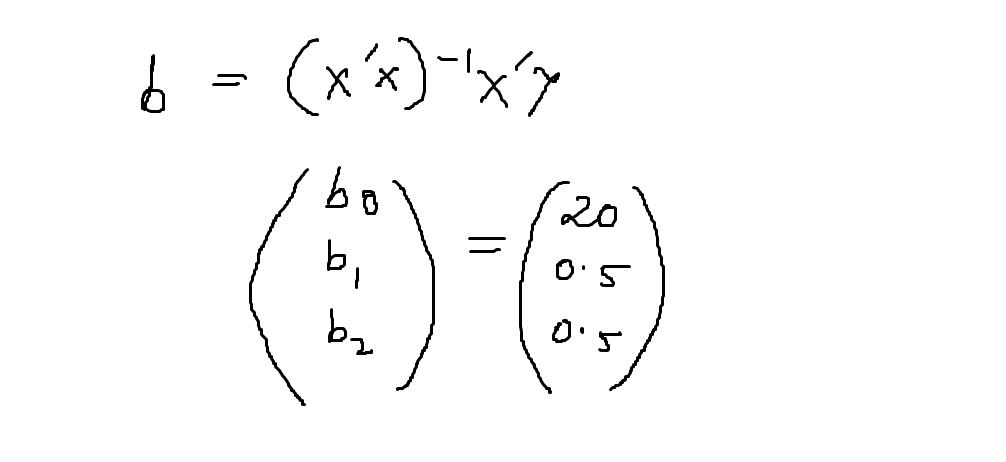 b = (x'x)⁻¹x'y
(b₀ b₁ b₂) = (20 0.5 0.5)